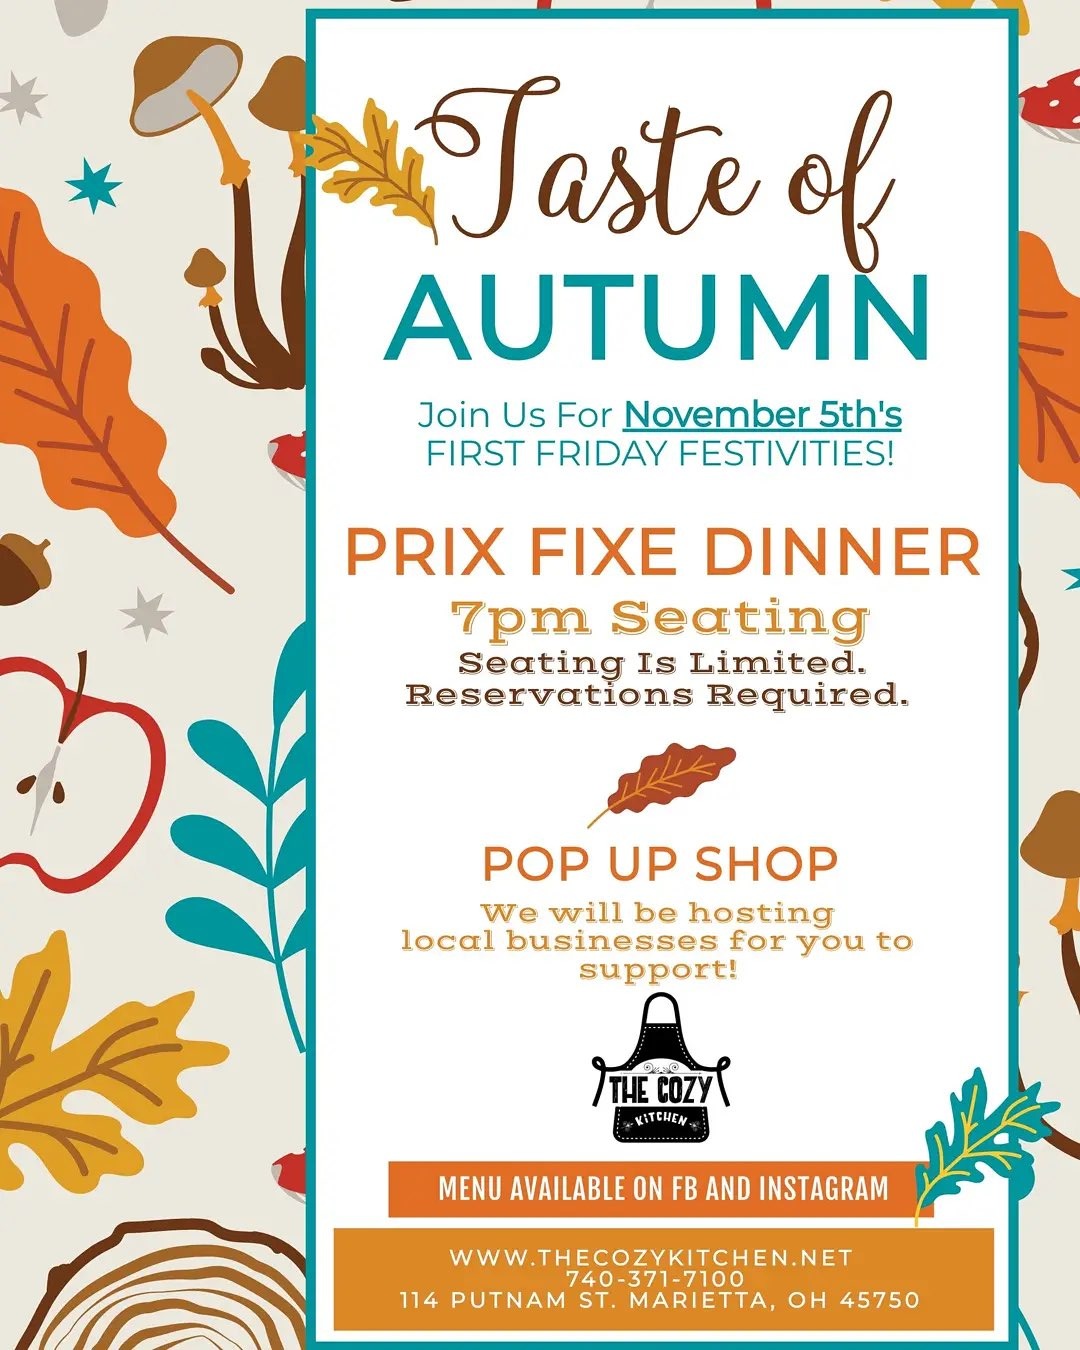 Taste of
AUTUMN
Join Us For November 5th's
FIRST FRIDAY FESTIVITIES!
PRIX FIXE DINNER
7pm Seating
Seating Is Limited.
Reservations Required.
POP UP SHOP
We will be hosting
local businesses for you to
support!
THE COZY
KITCHEN
MENU AVAILABLE ON FB AND INSTAGRAM
WWW.THECOZYKITCHEN.NET
740-371-7100
114 PUTNAM ST. MARIETTA, OH 45750